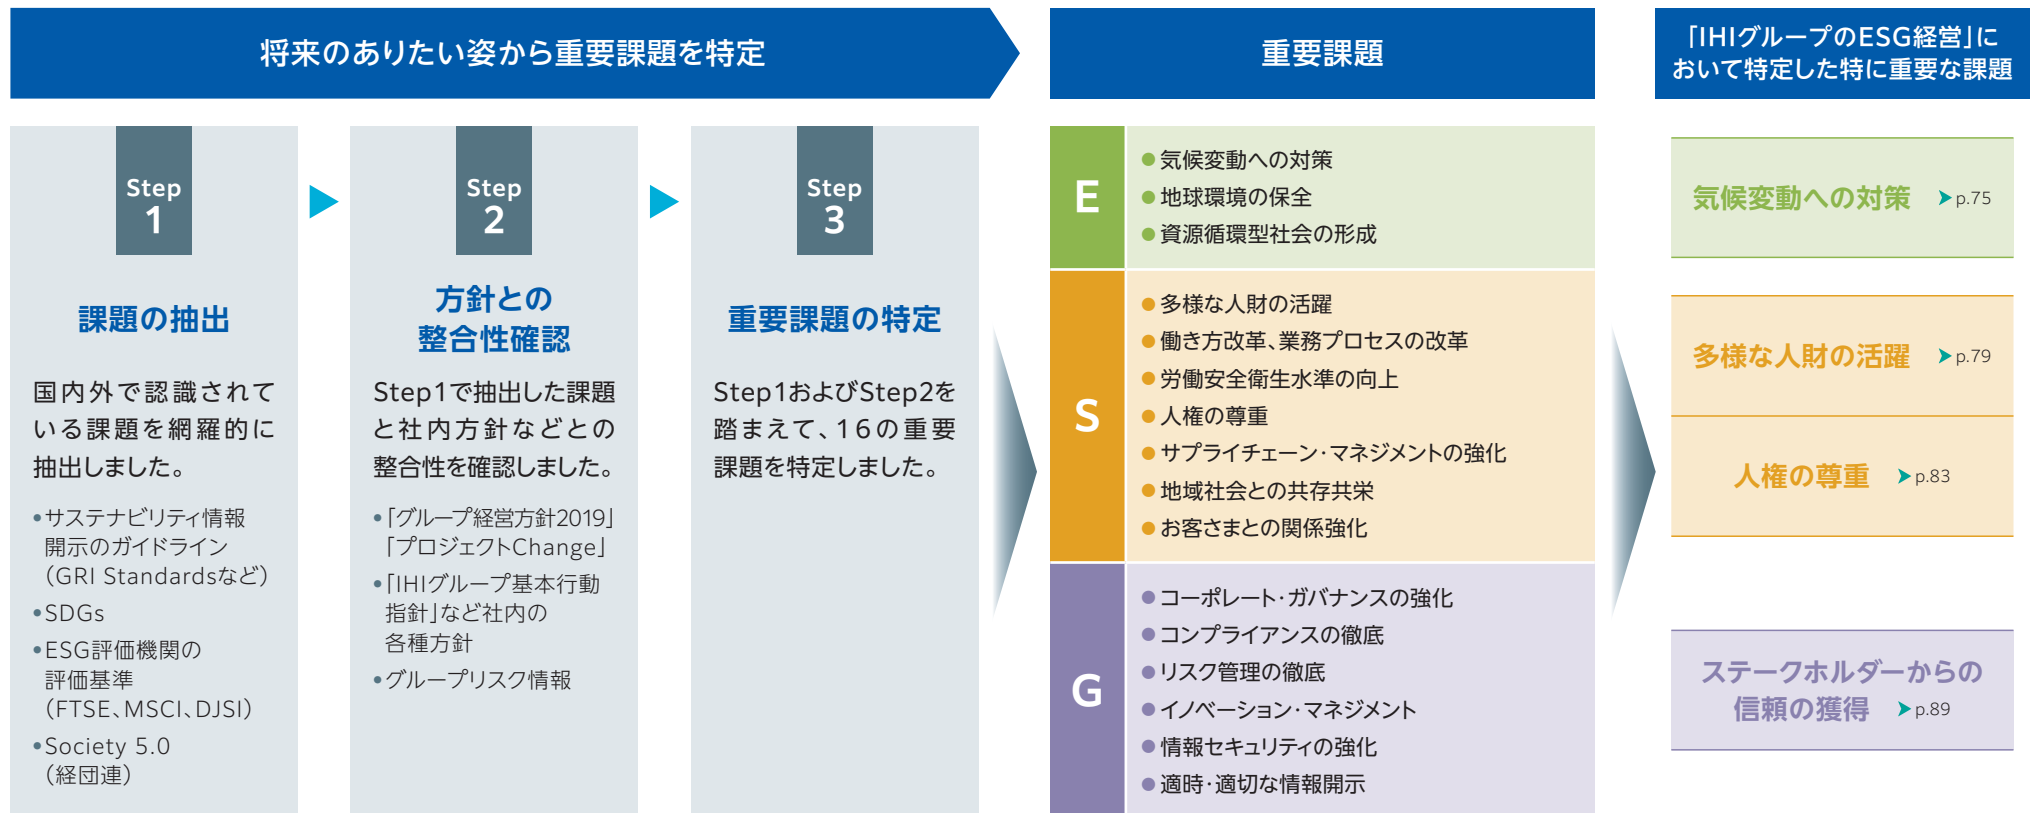 将来のありたい姿から重要課題を特定
Step
1
課題の抽出
国内外で認識されて
いる課題を網羅的に
抽出しました。
•サステナビリティ情報
開示のガイドライン
（GRI Standardsなど）
•SDGs
•ESG評価機関の
評価基準
（FTSE、MSCI、DJSI）
•Society 5.0
（経団連）
Step
2
方針との
整合性確認
Step1で抽出した課題
と社内方針などとの
整合性を確認しました。
•「グループ経営方針2019」
「プロジェクトChange」
•「IHIグループ基本行動
指針」など社内の
各種方針
•グループリスク情報
Step
3
重要課題の特定
Step1およびStep2を
踏まえて、16の重要
課題を特定しました。
重要課題
E
●気候変動への対策
●地球環境の保全
●資源循環型社会の形成
S
●多様な人財の活躍
●働き方改革、業務プロセスの改革
●労働安全衛生水準の向上
●人権の尊重
●サプライチェーン・マネジメントの強化
●地域社会との共存共栄
●お客さまとの関係強化
G
●コーポレート・ガバナンスの強化
●コンプライアンスの徹底
●リスク管理の徹底
●イノベーション・マネジメント
●情報セキュリティの強化
●適時・適切な情報開示
「IHIグループのESG経営」に
おいて特定した特に重要な課題
気候変動への対策 p.75
多様な人財の活躍 p.79
人権の尊重 p.83
ステークホルダーからの
信頼の獲得 p.89